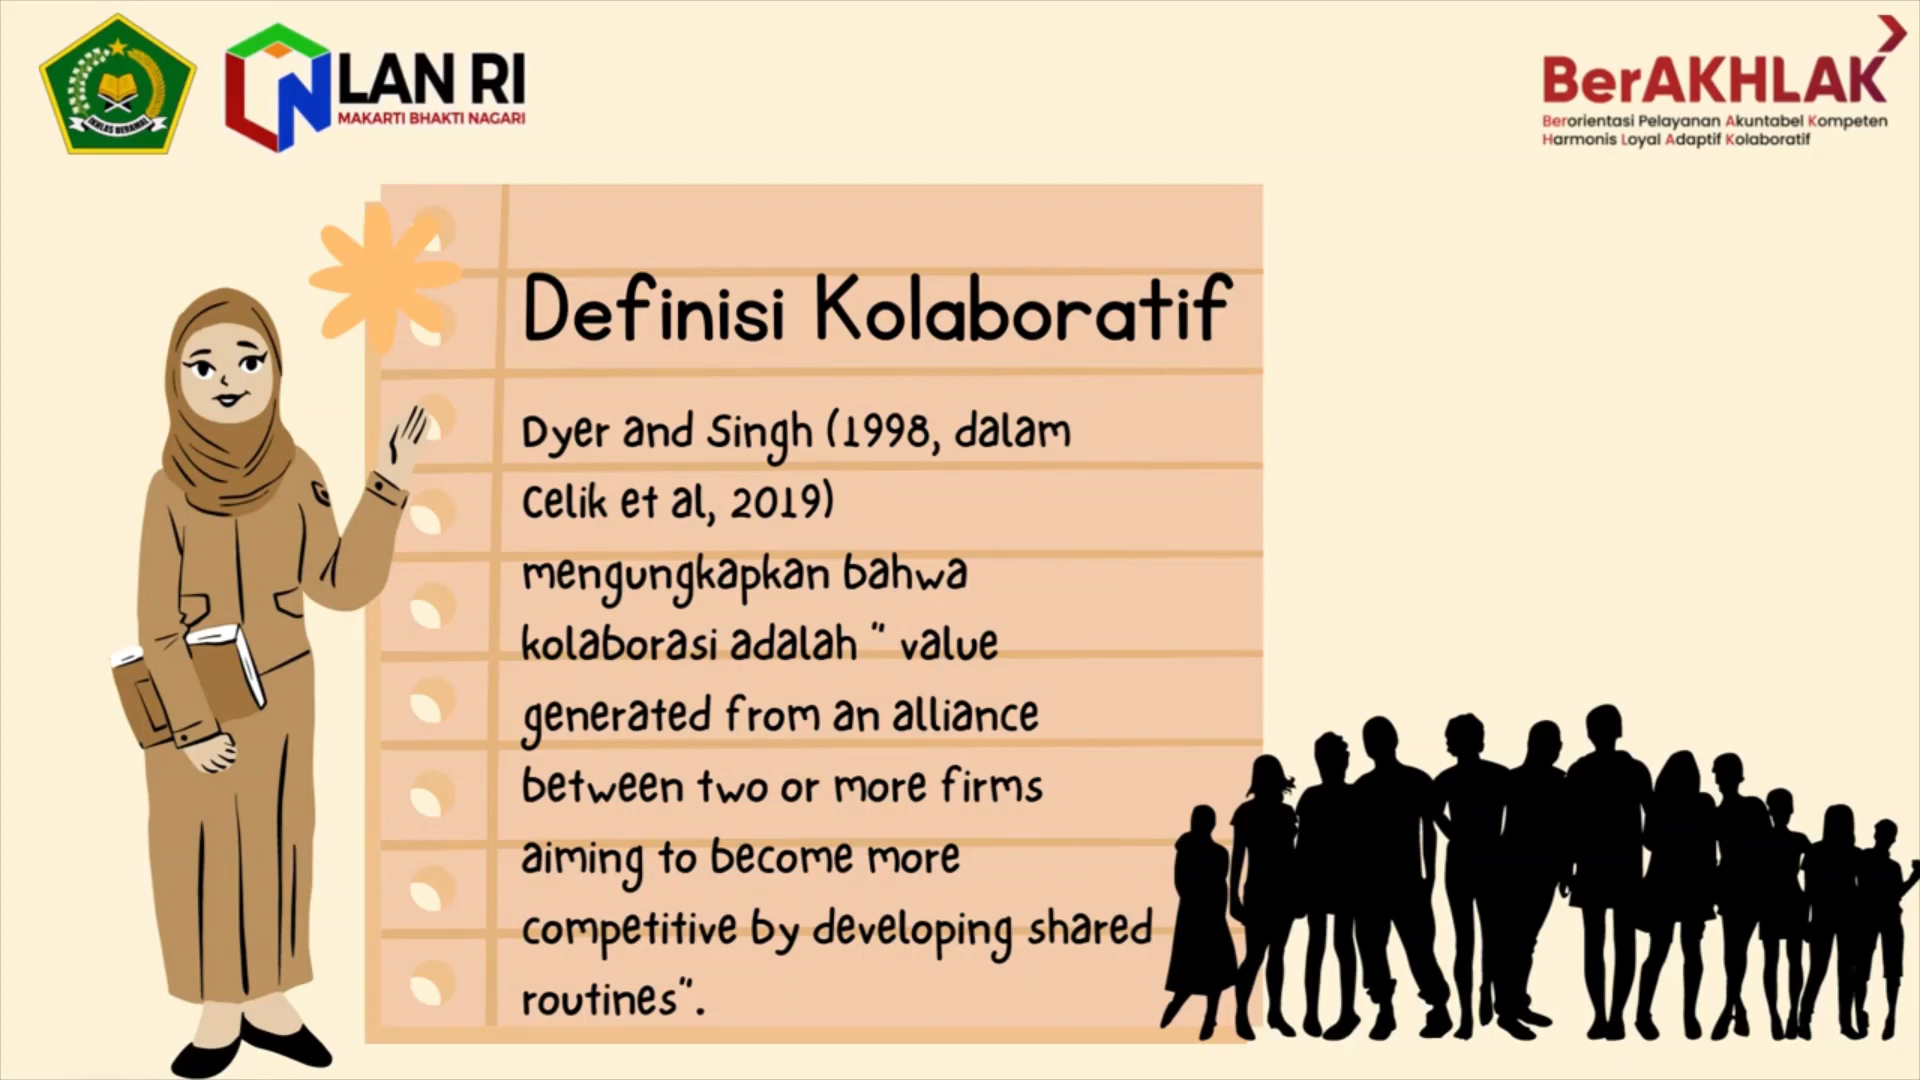 IKHLAS BERAMAL
LAN RI
MAKARTI BHAKTI NAGARI
BerAKHLAK
Berorientasi Pelayanan Akuntabel Kompeten
Harmonis Loyal Adaptif Kolaboratif
Definisi Kolaboratif
Dyer and Singh (1998, dalam
Celik et al, 2019)
mengungkapkan bahwa
kolaborasi adalah " value
generated from an alliance
between two or more firms
aiming to become more
competitive by developing shared
routines".